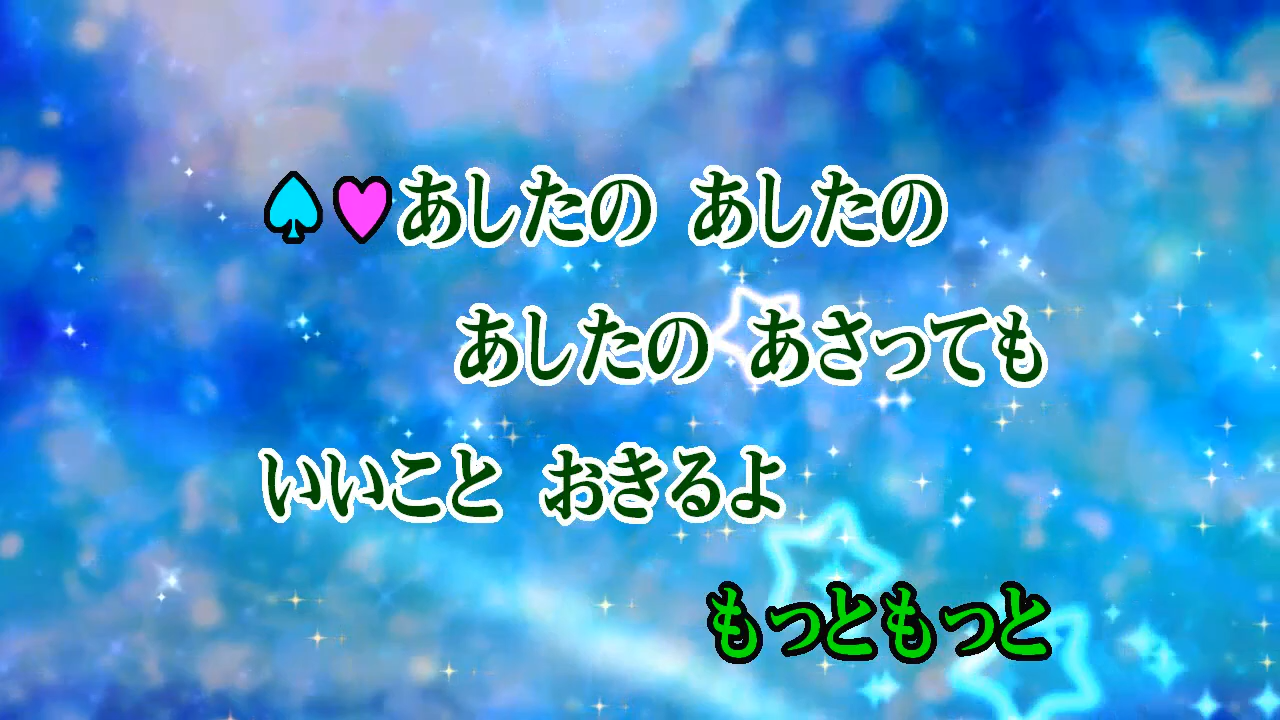 ♠♥あしたの あしたの
あしたの あさっても
いいこと おきるよ
もっともっと